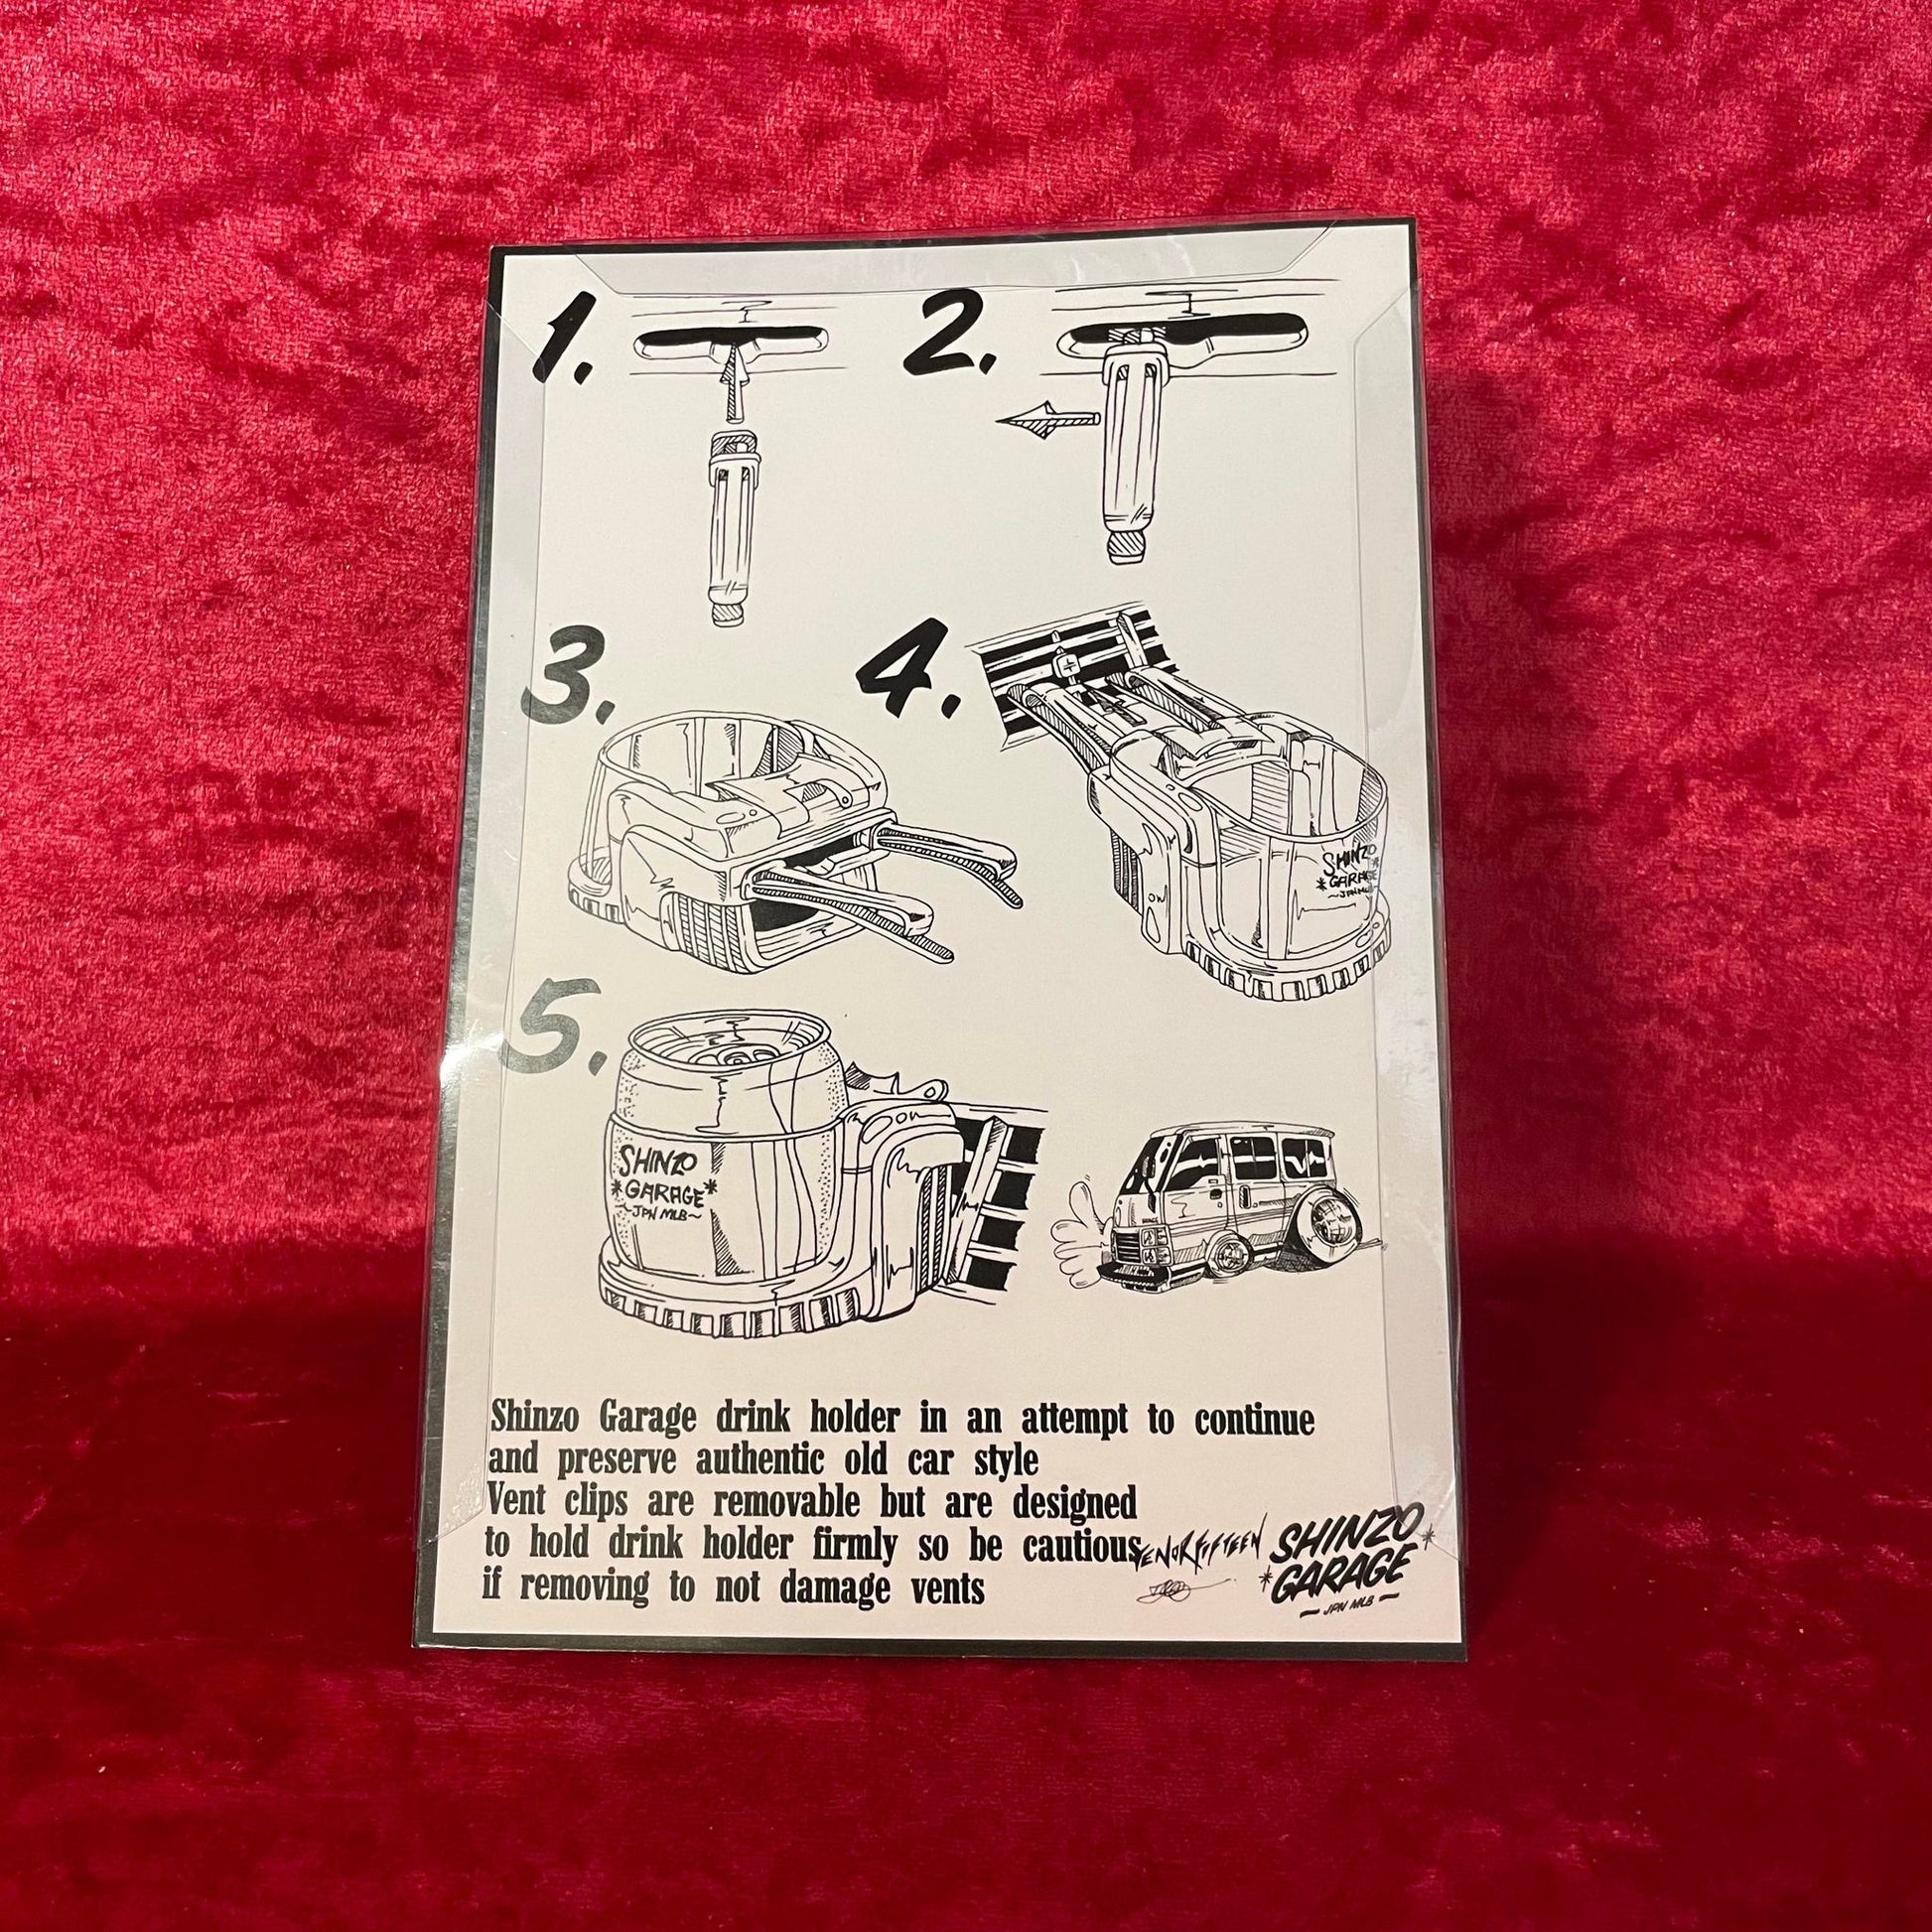 1.
2.
3.
4.
SHINZO
*GARAGE*
~JPN MLB~
ON
5.
ON
SHINZO
*GARAGE*
~JPN MLB~
Shinzo Garage drink holder in an attempt to continue
and preserve authentic old car style
Vent clips are removable but are designed
to hold drink holder firmly so be cautious
if removing to not damage vents
SHINZO
*GARAGE*
~JPN MLB~